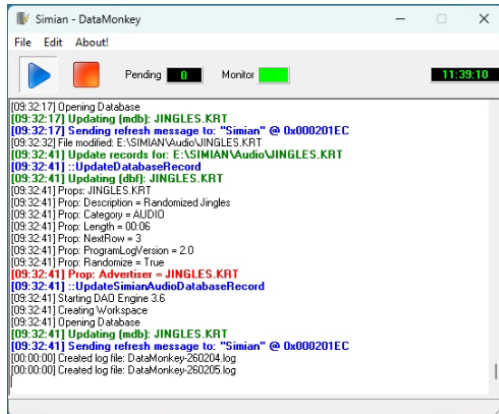 Simian - DataMonkey
File Edit About!
Pending 0 Monitor 11:39:10
[09:32:17] Opening Database
[09:32:17] Updating (mdb): JINGLES.KRT
[09:32:17] Sending refresh message to: "Simian" @ 0x000201EC
[09:32:32] File modified: E:\SIMIAN\Audio\JINGLES.KRT
[09:32:41] Update records for: E:\SIMIAN\Audio\JINGLES.KRT
[09:32:41] ::UpdateDatabaseRecord
[09:32:41] Updating (dbf): JINGLES.KRT
[09:32:41] Props: JINGLES.KRT
[09:32:41] Prop: Description = Randomized Jingles
[09:32:41] Prop: Category = AUDIO
[09:32:41] Prop: Length = 00:06
[09:32:41] Prop: NextRow = 3
[09:32:41] Prop: ProgramLogVersion = 2.0
[09:32:41] Prop: Randomize = True
[09:32:41] Prop: Advertiser = JINGLES.KRT
[09:32:41] ::UpdateSimianAudioDatabaseRecord
[09:32:41] Starting DAO Engine 3.6
[09:32:41] Creating Workspace
[09:32:41] Opening Database
[09:32:41] Updating (mdb): JINGLES.KRT
[09:32:41] Sending refresh message to: "Simian" @ 0x000201EC
[00:00:00] Created log file: DataMonkey-260204.log
[00:00:00] Created log file: DataMonkey-260205.log